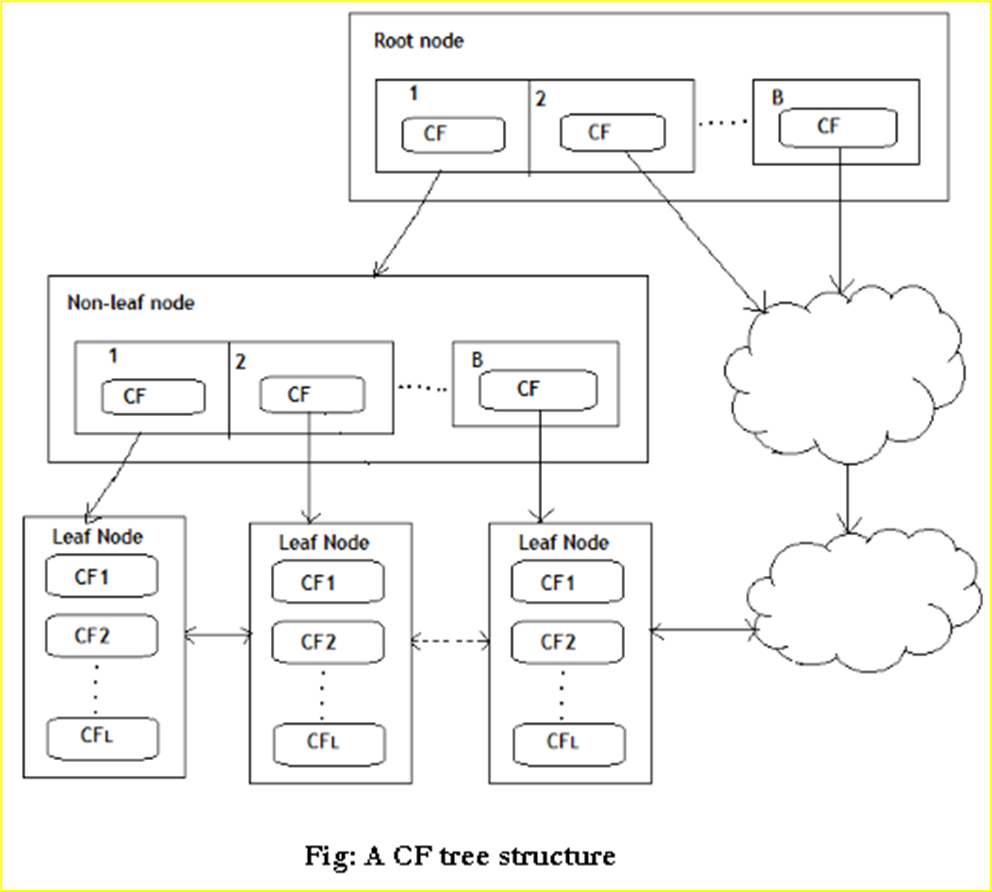 Root node
1
2
B
CF
CF
CF
Non-leaf node
1
2
B
CF
CF
CF
Leaf Node
CF1
CF2
CFL
Leaf Node
CF1
CF2
CFL
Leaf Node
CF1
CF2
CFL
Fig: A CF tree structure